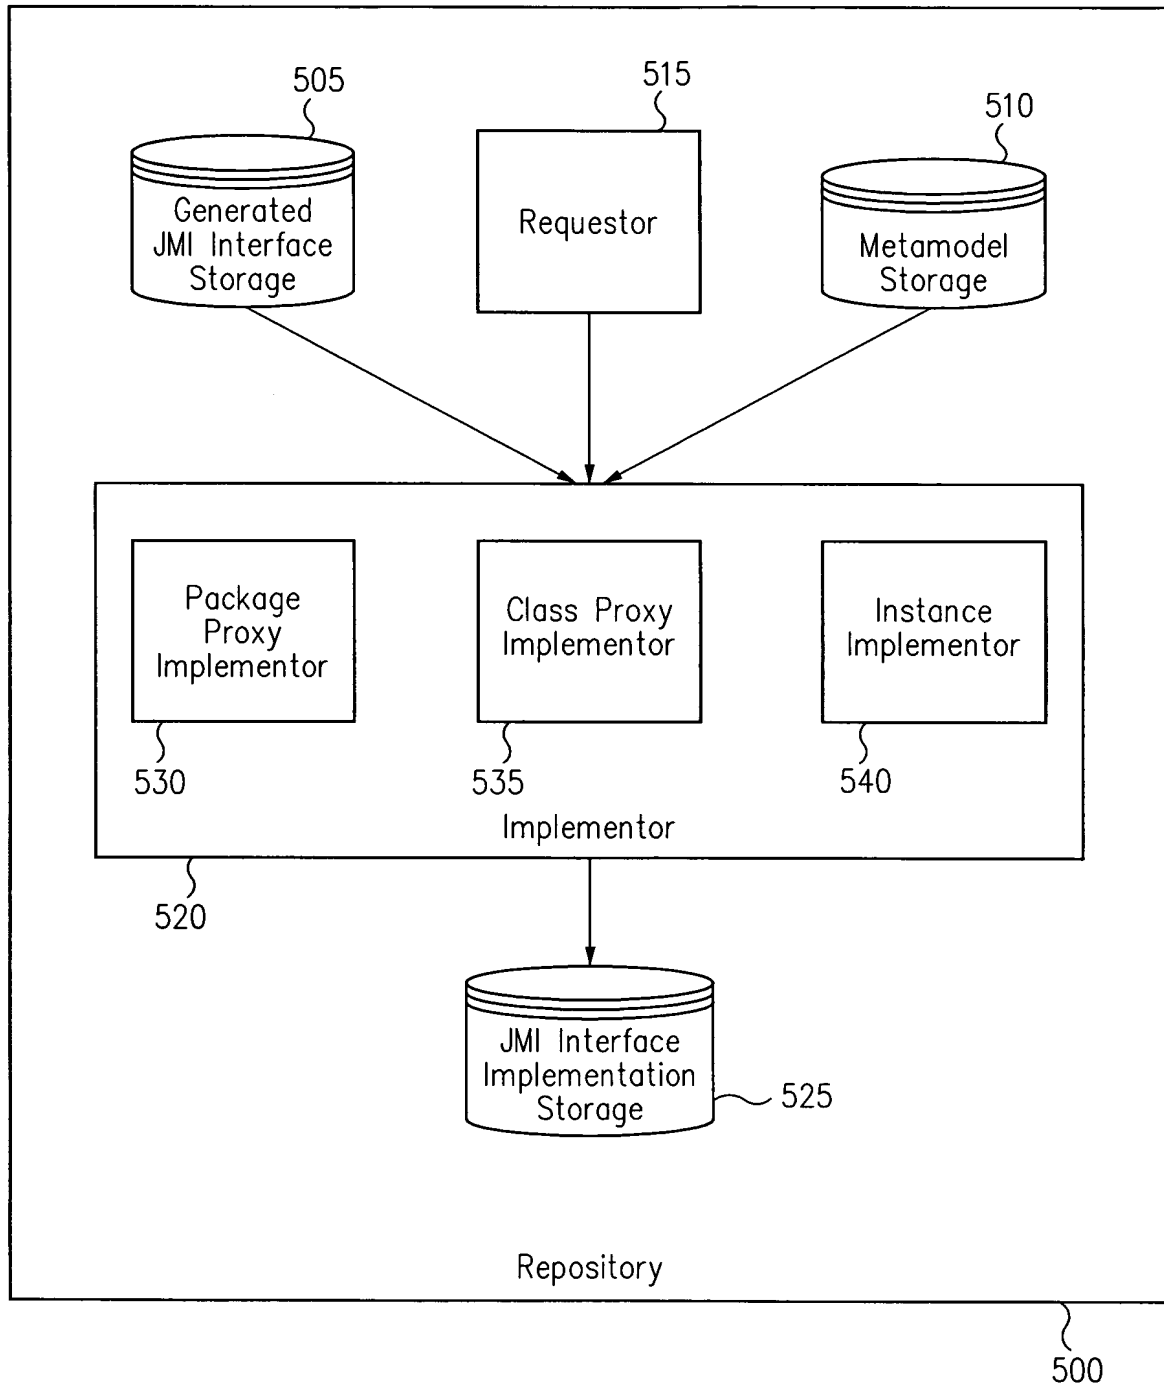 505
515
510
Generated
JMI Interface
Storage
Requestor
Metamodel
Storage
Package
Proxy
Implementor
Class Proxy
Implementor
Instance
Implementor
530
535
540
Implementor
520
JMI Interface
Implementation
Storage
525
Repository
500